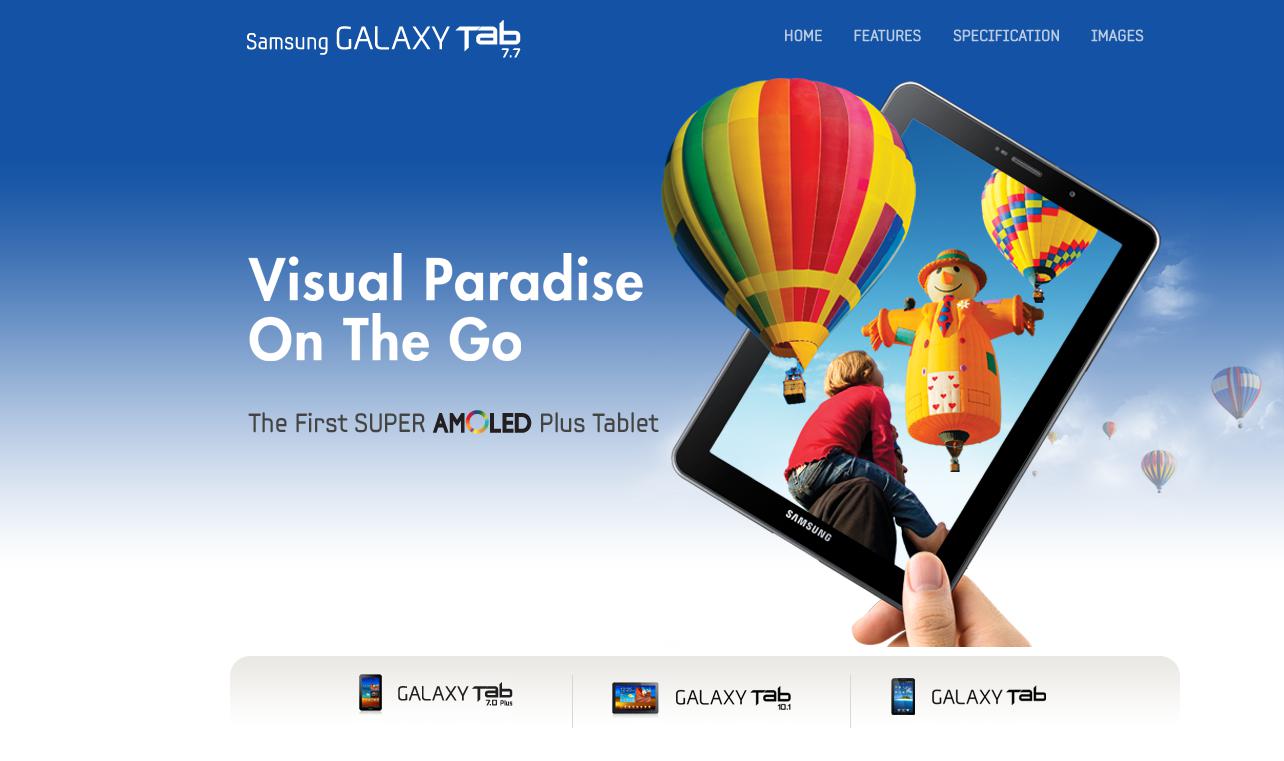 Samsung GALAXY Tab 7.7
HOME FEATURES SPECIFICATION IMAGES
Visual Paradise
On The Go
The First SUPER AMOLED Plus Tablet
SAMSUNG
GALAXY Tab 7.0 Plus
GALAXY Tab 10.1
GALAXY Tab